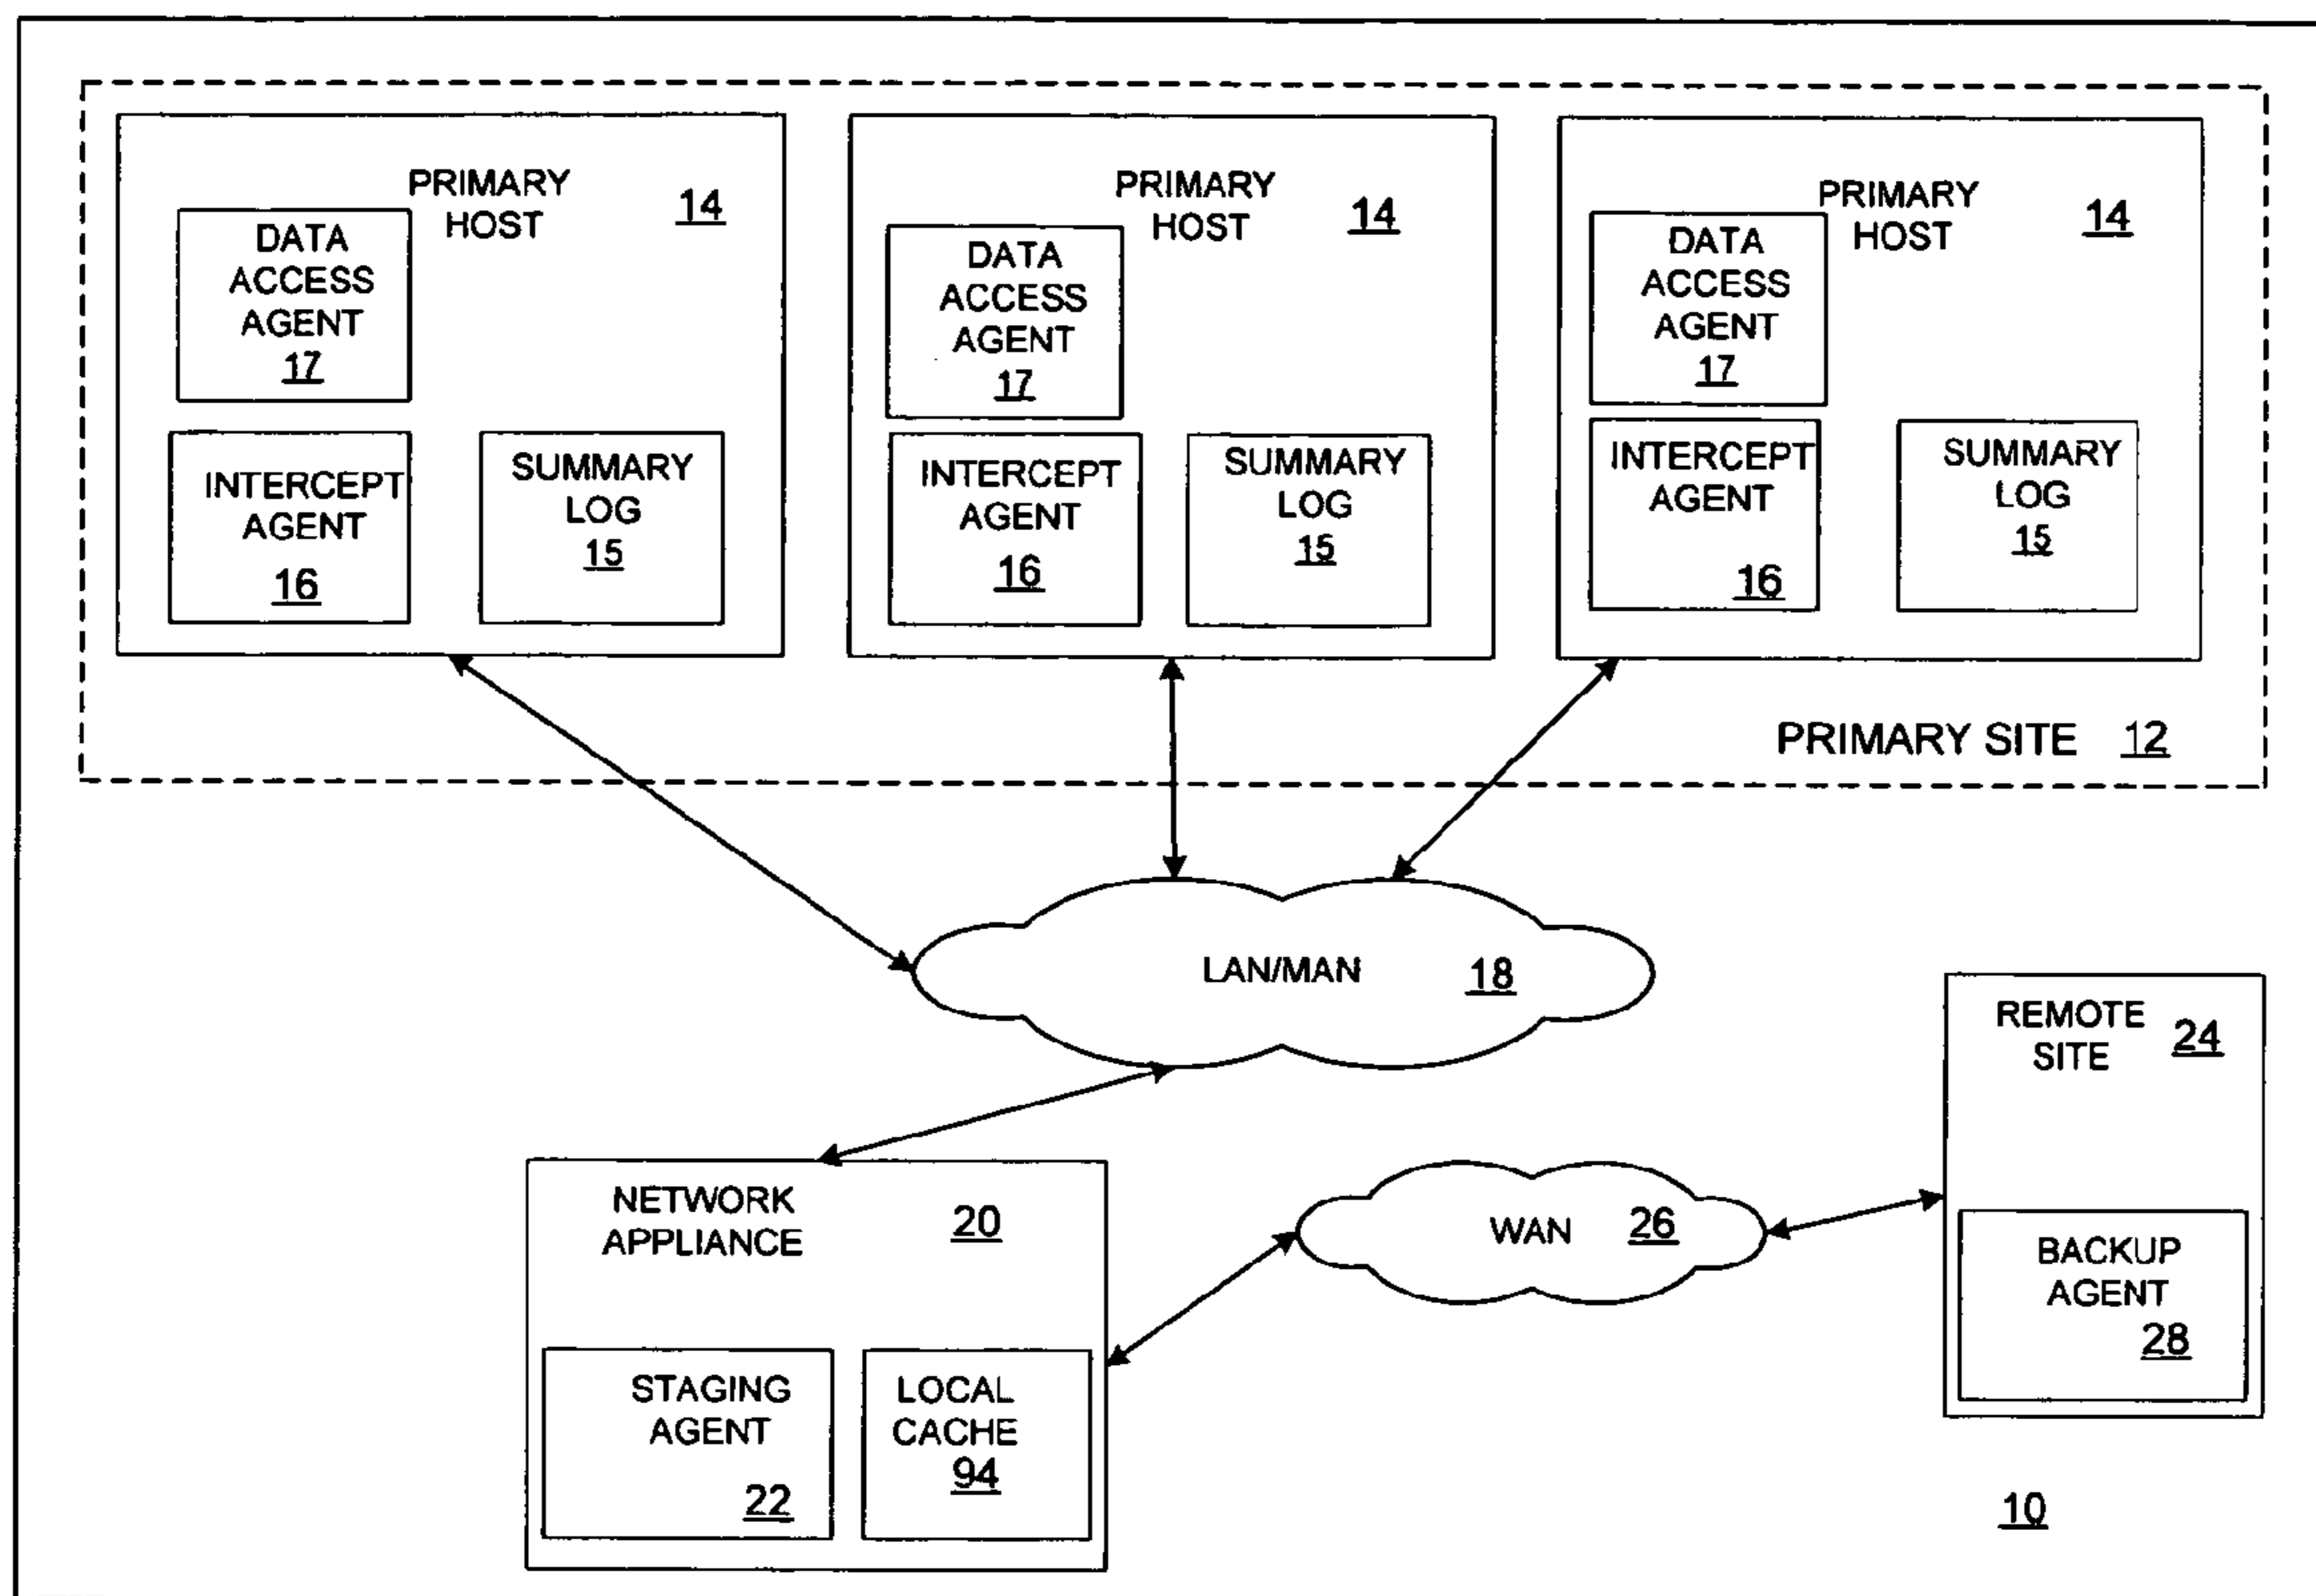 PRIMARY
HOST
14
DATA
ACCESS
AGENT
17
INTERCEPT
AGENT
16
SUMMARY
LOG
15
PRIMARY
HOST
14
DATA
ACCESS
AGENT
17
INTERCEPT
AGENT
16
SUMMARY
LOG
15
PRIMARY
HOST
14
DATA
ACCESS
AGENT
17
INTERCEPT
AGENT
16
SUMMARY
LOG
15
PRIMARY SITE 12
LAN/MAN 18
NETWORK
APPLIANCE
20
STAGING
AGENT
22
LOCAL
CACHE
94
WAN 26
REMOTE
SITE
24
BACKUP
AGENT
28
10